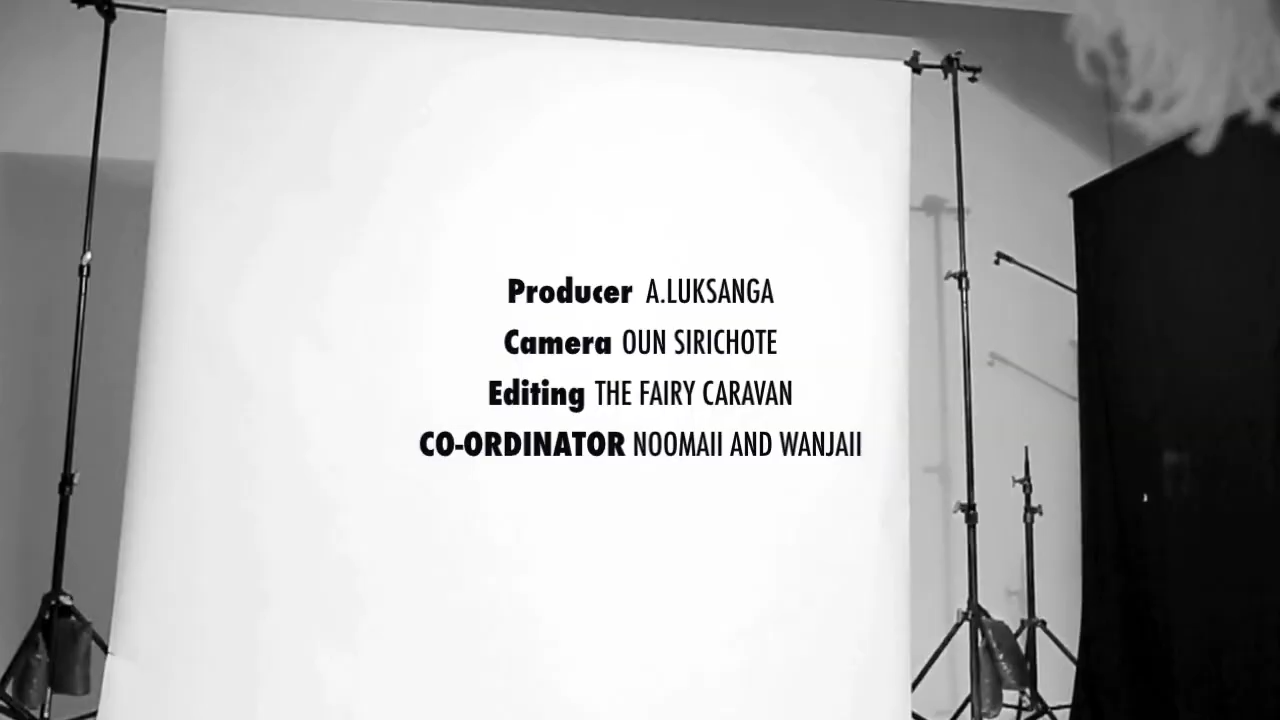 Producer A.LUKSANGA
Camera OUN SIRICHOTE
Editing THE FAIRY CARAVAN
CO-ORDINATOR NOOMAII AND WANJAII